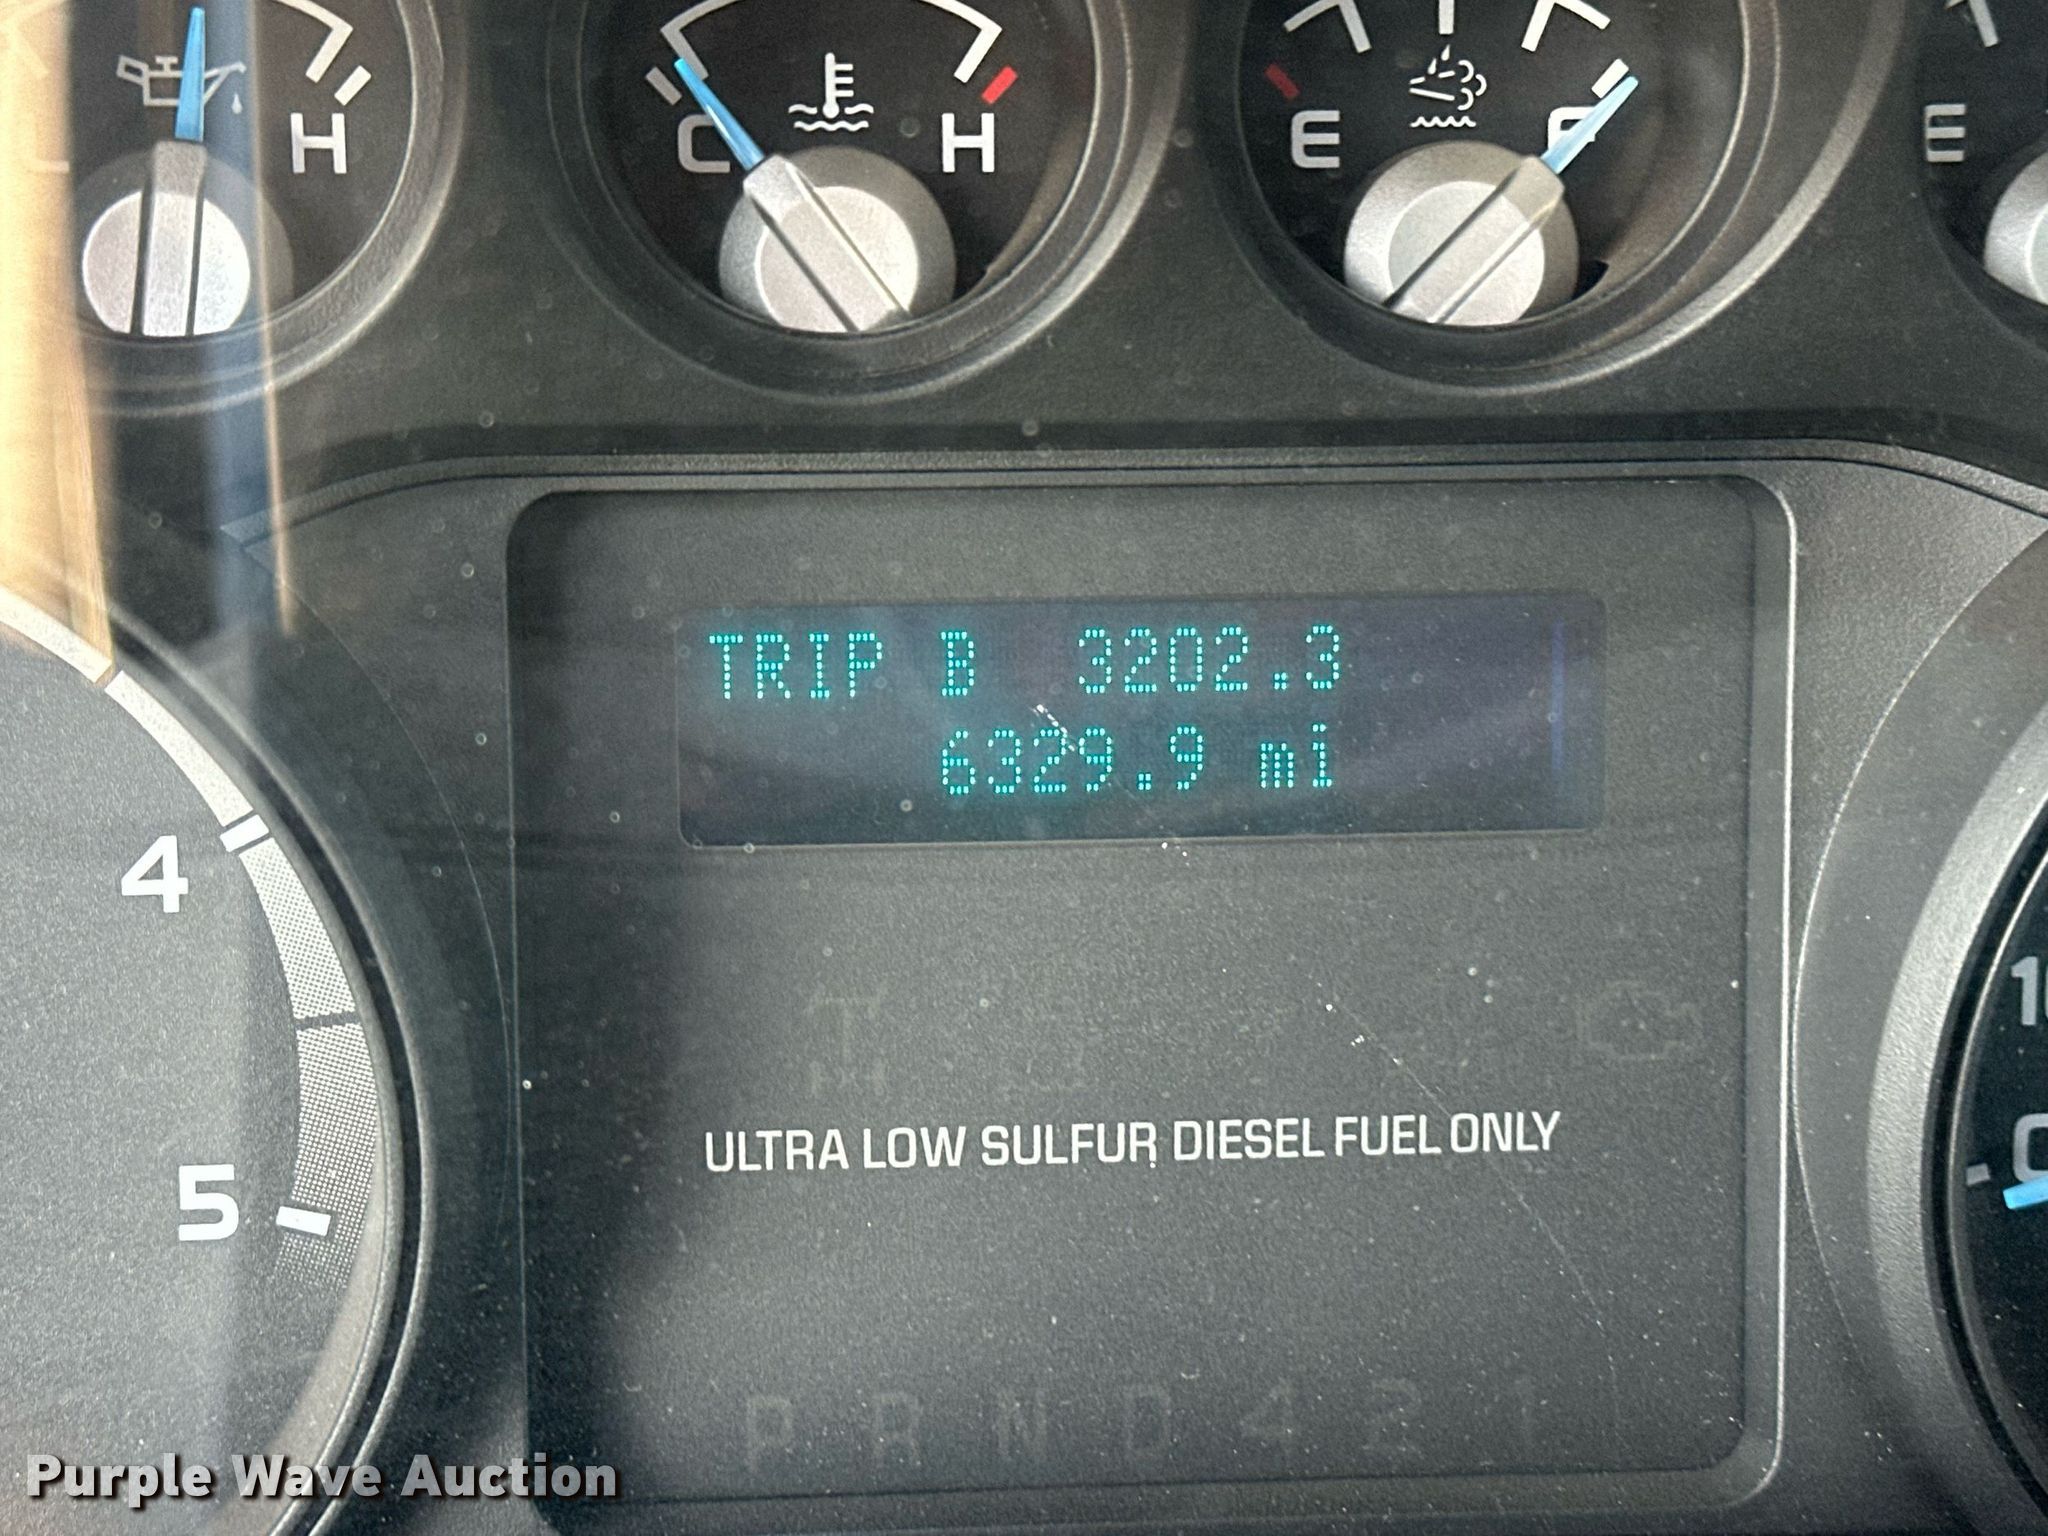 H
C H
E F
E
TRIP B 3202.3
6329.9 mi
4
5
ULTRA LOW SULFUR DIESEL FUEL ONLY
P R N D 4 2 1
Purple Wave Auction